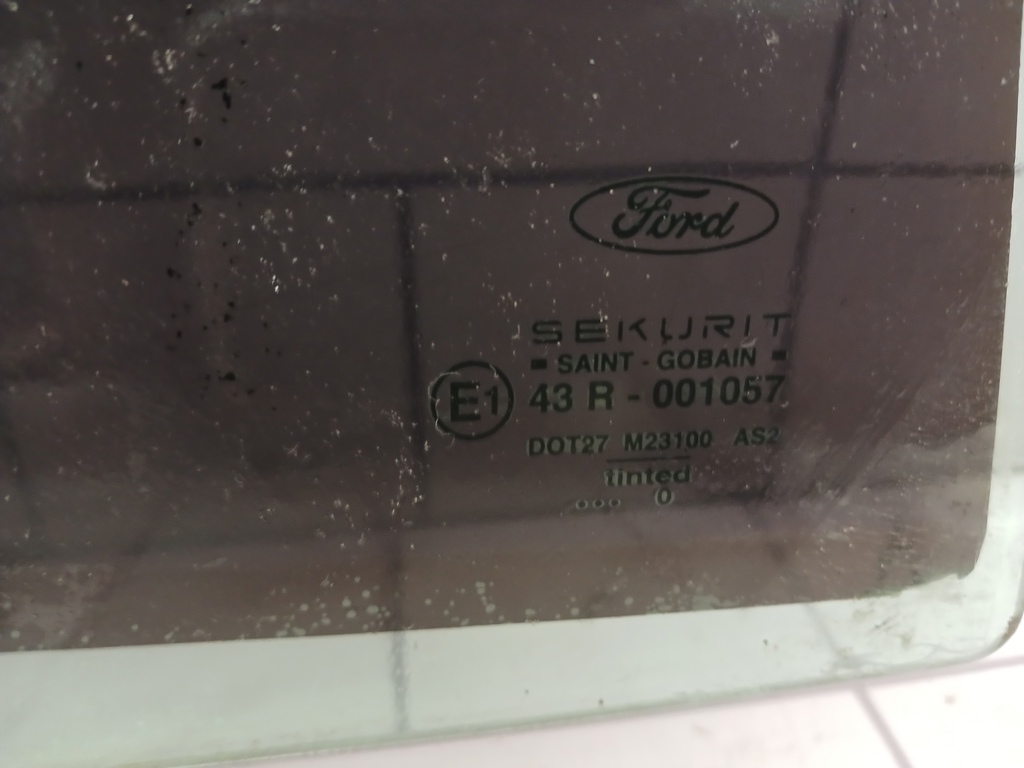 Ford
SEKURIT
SAINT - GOBAIN
E1 43 R - 001057
DOT27 M23100 AS2
tinted
... 0